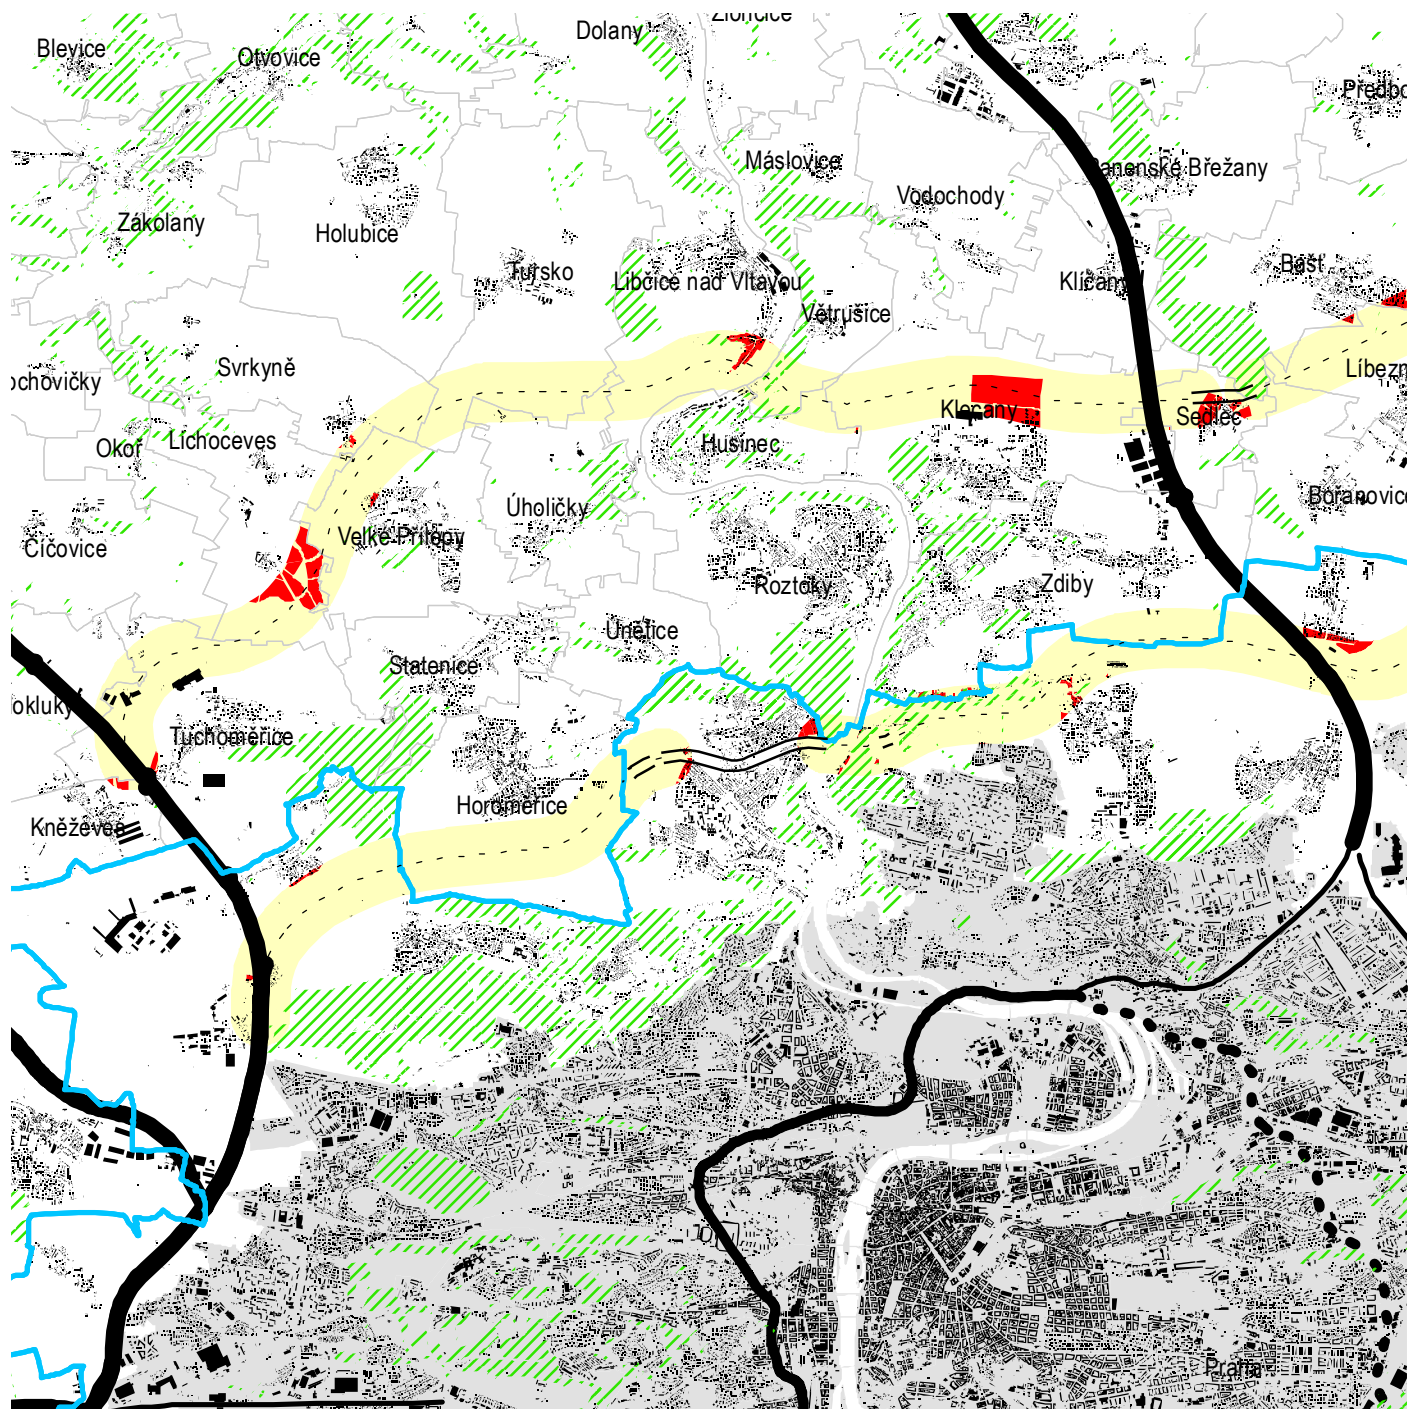 Zlončice
Dolany
Blevice
Otvovice
Předbo
Máslovice
Panenské Břežany
Vodochody
Zákolany
Holubice
Tursko
Libčice nad Vltavou
Klíčany
Bašť
Větrušice
Svrkyně
ochovičky
Líbezn
Klecany
Sedlec
Okoř
Lichoceves
Husinec
Úholičky
Bořanovice
Velké Přílepy
Číčovice
Roztoky
Zdiby
Únětice
Statenice
okluky
Tuchoměřice
Horoměřice
Kněževes
Praha